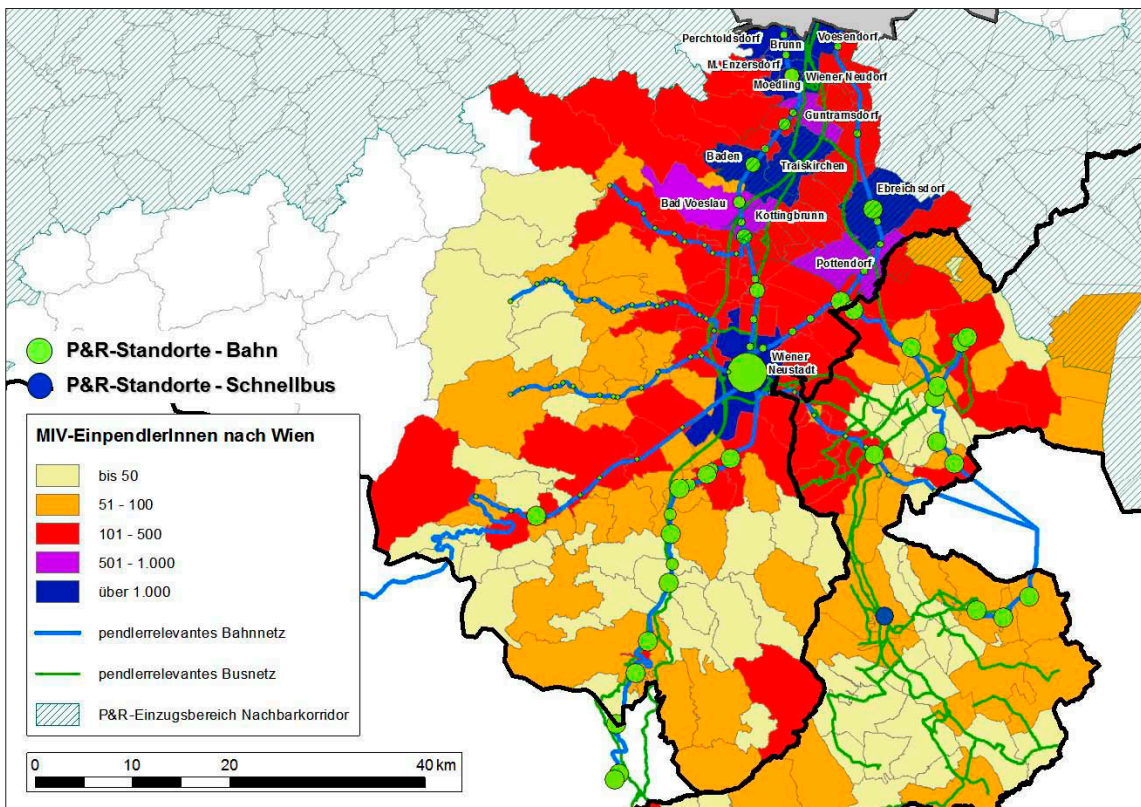 Perchtoldsdorf
Brunn
Voesendorf
M. Enzersdorf
Moedling
Wiener Neudorf
Guntramsdorf
Baden
Traiskirchen
Ebreichsdorf
Bad Voeslau
Kottingbrunn
Pottendorf
Wiener
Neustadt
P&R-Standorte - Bahn
P&R-Standorte - Schnellbus
MIV-EinpendlerInnen nach Wien
bis 50
51 - 100
101 - 500
501 - 1.000
über 1.000
pendlerrelevantes Bahnnetz
pendlerrelevantes Busnetz
P&R-Einzugsbereich Nachbarkorridor
0 10 20 40 km